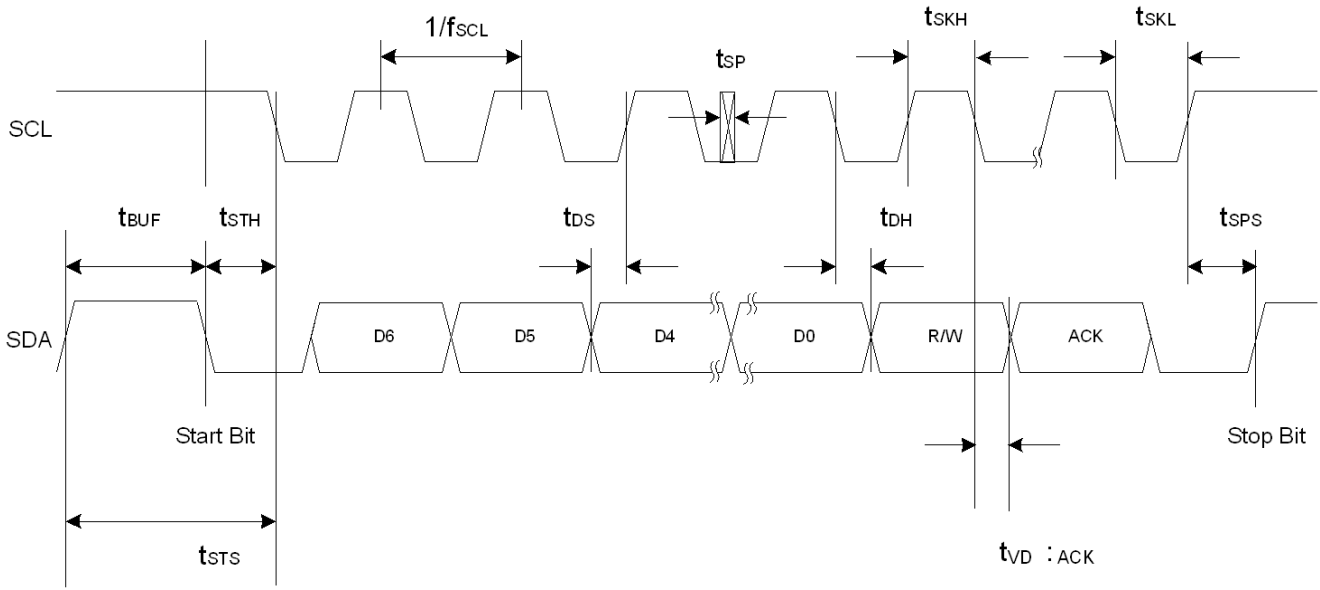 1/fSCL
tSP
tSKH
tSKL
SCL
tBUF
tSTH
tDS
tDH
tSPS
SDA
D6
D5
D4
D0
R/W
ACK
Start Bit
Stop Bit
tSTS
tVD : ACK